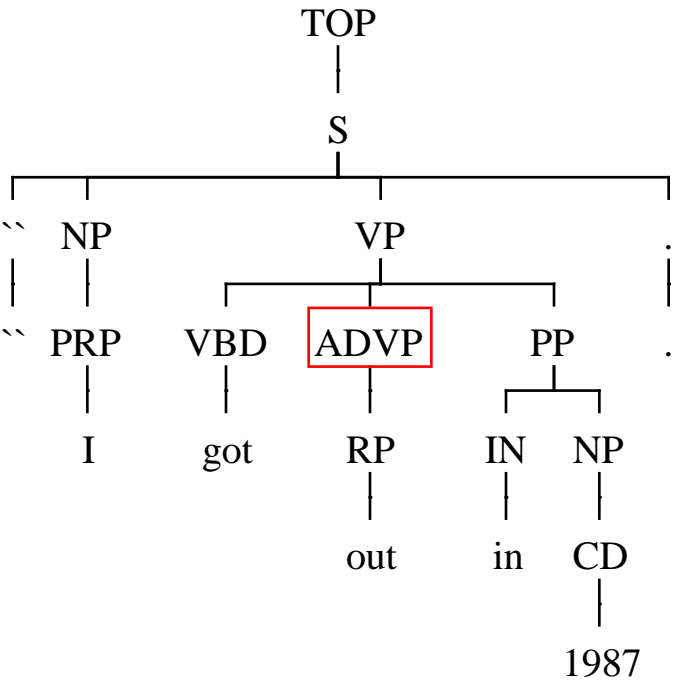 TOP
S
`` NP VP .
`` PRP VBD ADVP PP .
I got RP IN NP
out in CD
1987